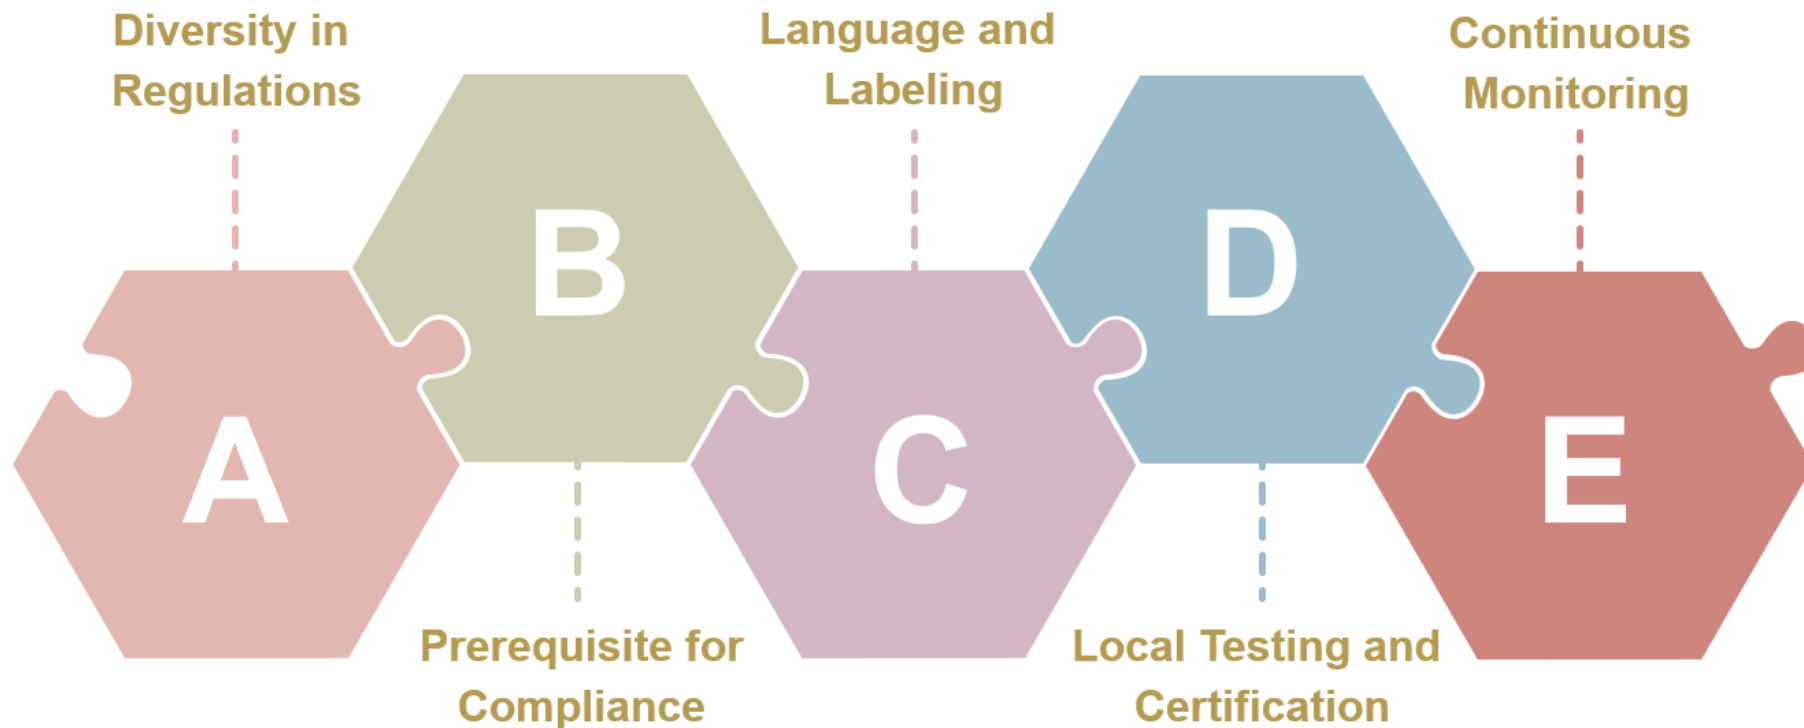 Diversity in
Regulations
A
Prerequisite for
Compliance
B
Language and
Labeling
C
Local Testing and
Certification
D
Continuous
Monitoring
E